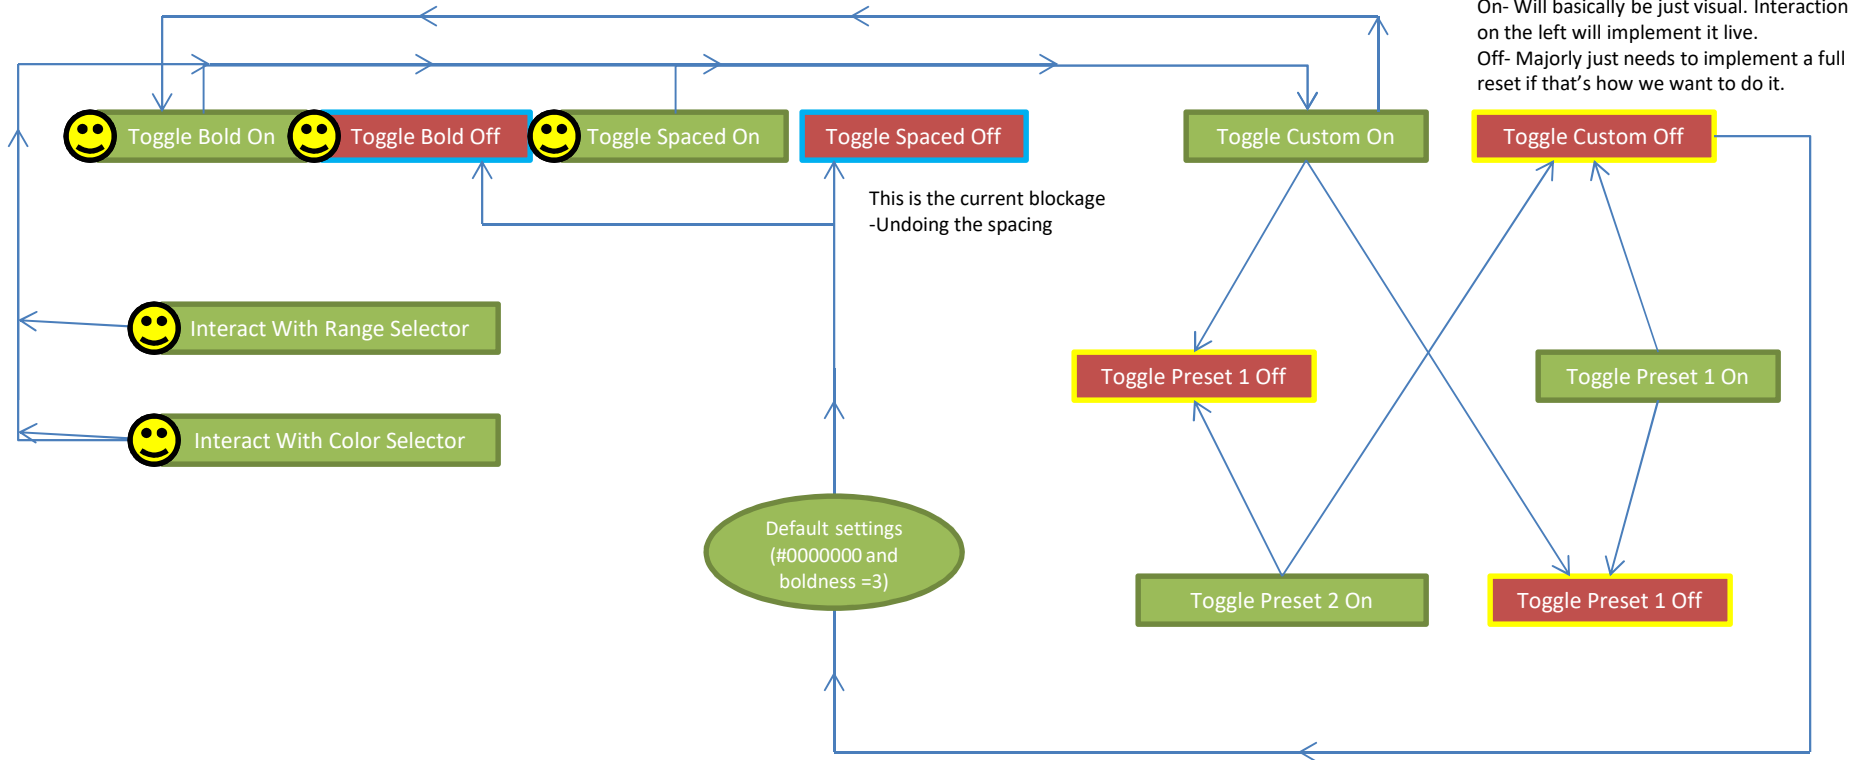 On- Will basically be just visual. Interaction
on the left will implement it live.
Off- Majorly just needs to implement a full
reset if that's how we want to do it.
Toggle Bold On
Toggle Bold Off
Toggle Spaced On
Toggle Spaced Off
Toggle Custom On
Toggle Custom Off
This is the current blockage
-Undoing the spacing
Interact With Range Selector
Toggle Preset 1 Off
Toggle Preset 1 On
Interact With Color Selector
Default settings
(#0000000 and
boldness =3)
Toggle Preset 2 On
Toggle Preset 1 Off